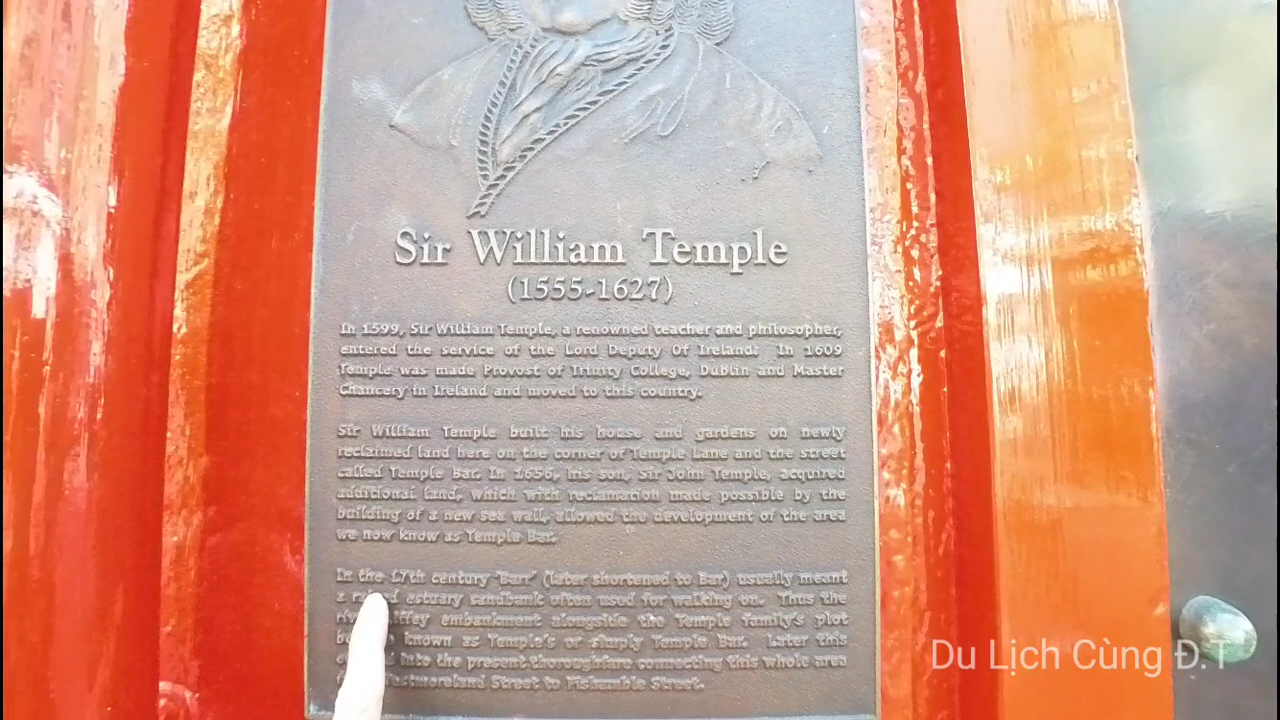 Sir William Temple
(1555-1627)
In 1599, Sir William Temple, a renowned teacher and philosopher,
entered the service of the Lord Deputy Of Ireland. In 1609
Temple was made Provost of Trinity College, Dublin and Master
Chancery in Ireland and moved to this country.
Sir William Temple built his house and gardens on newly
reclaimed land here on the corner of Temple Lane and the street
called Temple Bar. In 1656, his son, Sir John Temple, acquired
additional land, which with reclamation made possible by the
building of a new sea wall, allowed the development of the area
we now know as Temple Bar.
In the 17th century 'Barr' (later shortened to Bar) usually meant
a estuary sandbank often used for walking on. Thus the
embankment alongside the Temple family's plot
known as Temple's or simply Temple Bar. Later this
into the present thoroughfare connecting this whole area
Westmoreland Street to Fishamble Street.
Du Lịch Cùng Đ.T